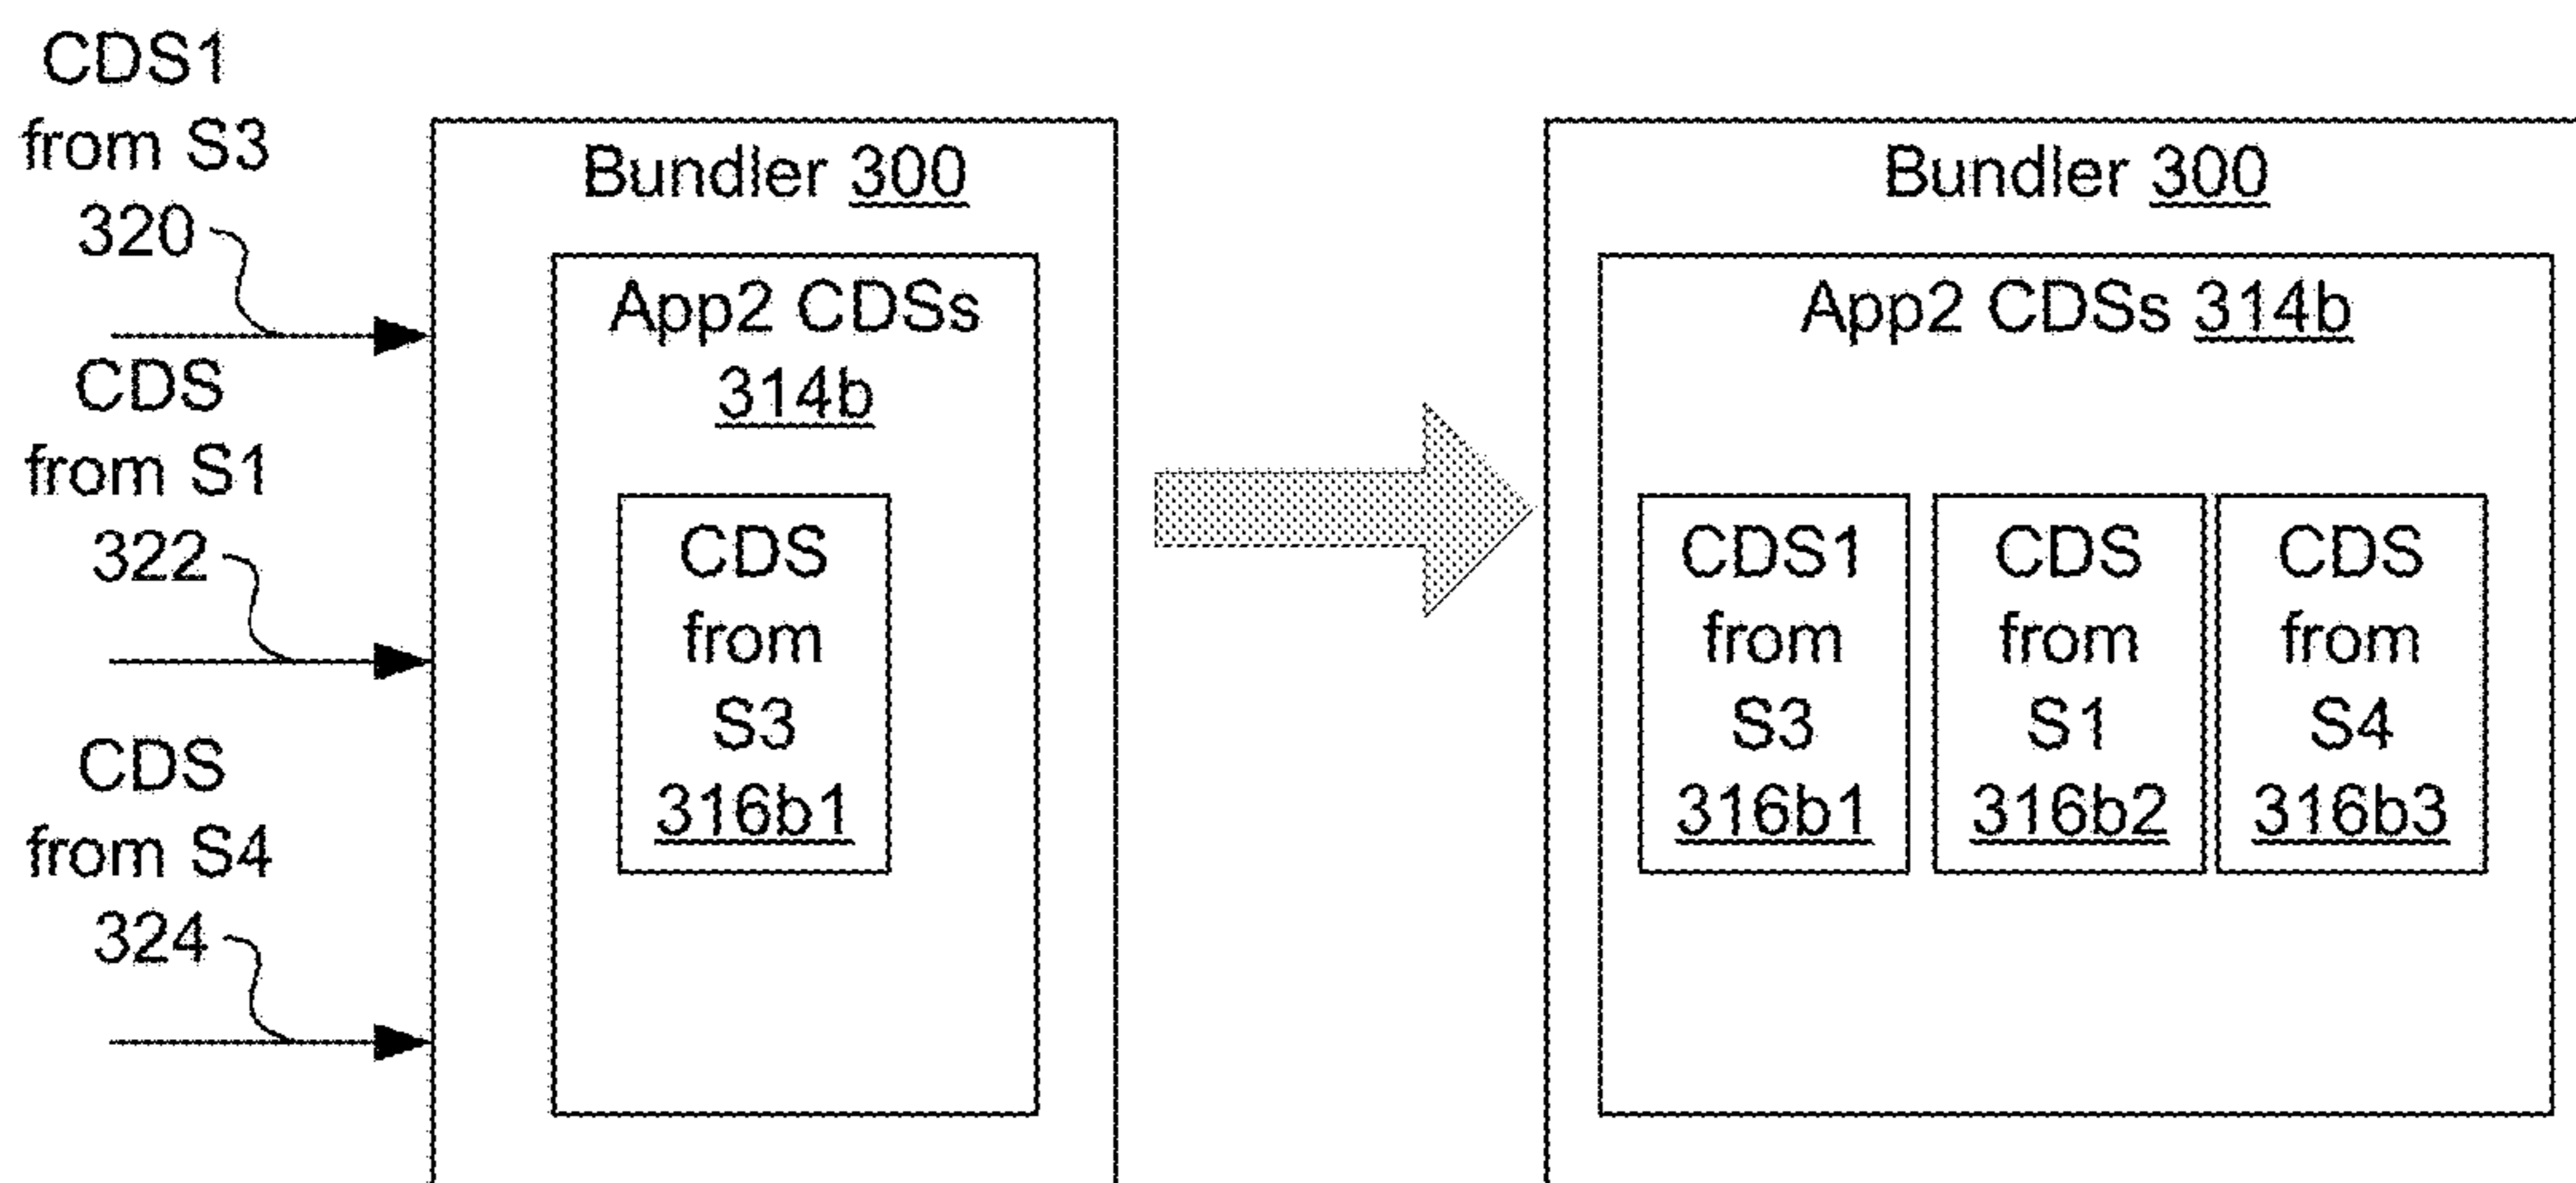 CDS1
from S3
320
CDS
from S1
322
CDS
from S4
324
Bundler 300
App2 CDSs
314b
CDS
from
S3
316b1
Bundler 300
App2 CDSs 314b
CDS1
from
S3
316b1
CDS
from
S1
316b2
CDS
from
S4
316b3